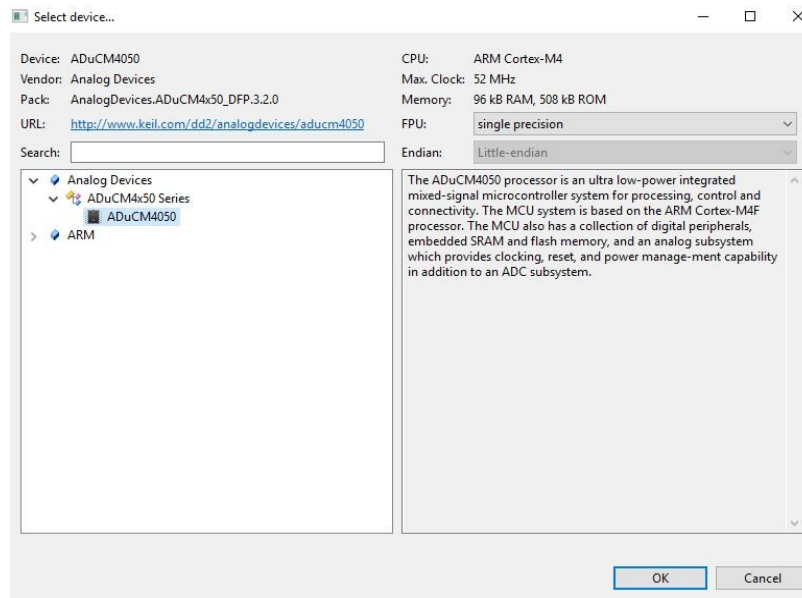 Select device...
Device: ADuCM4050
Vendor: Analog Devices
Pack: AnalogDevices.ADuCM4x50_DFP.3.2.0
URL: http://www.keil.com/dd2/analogdevices/aducm4050
Search:
CPU: ARM Cortex-M4
Max. Clock: 52 MHz
Memory: 96 kB RAM, 508 kB ROM
FPU: single precision
Endian: Little-endian
Analog Devices
ADuCM4x50 Series
ADuCM4050
ARM
The ADuCM4050 processor is an ultra low-power integrated
mixed-signal microcontroller system for processing, control and
connectivity. The MCU system is based on the ARM Cortex-M4F
processor. The MCU also has a collection of digital peripherals,
embedded SRAM and flash memory, and an analog subsystem
which provides clocking, reset, and power manage-ment capability
in addition to an ADC subsystem.
OK
Cancel